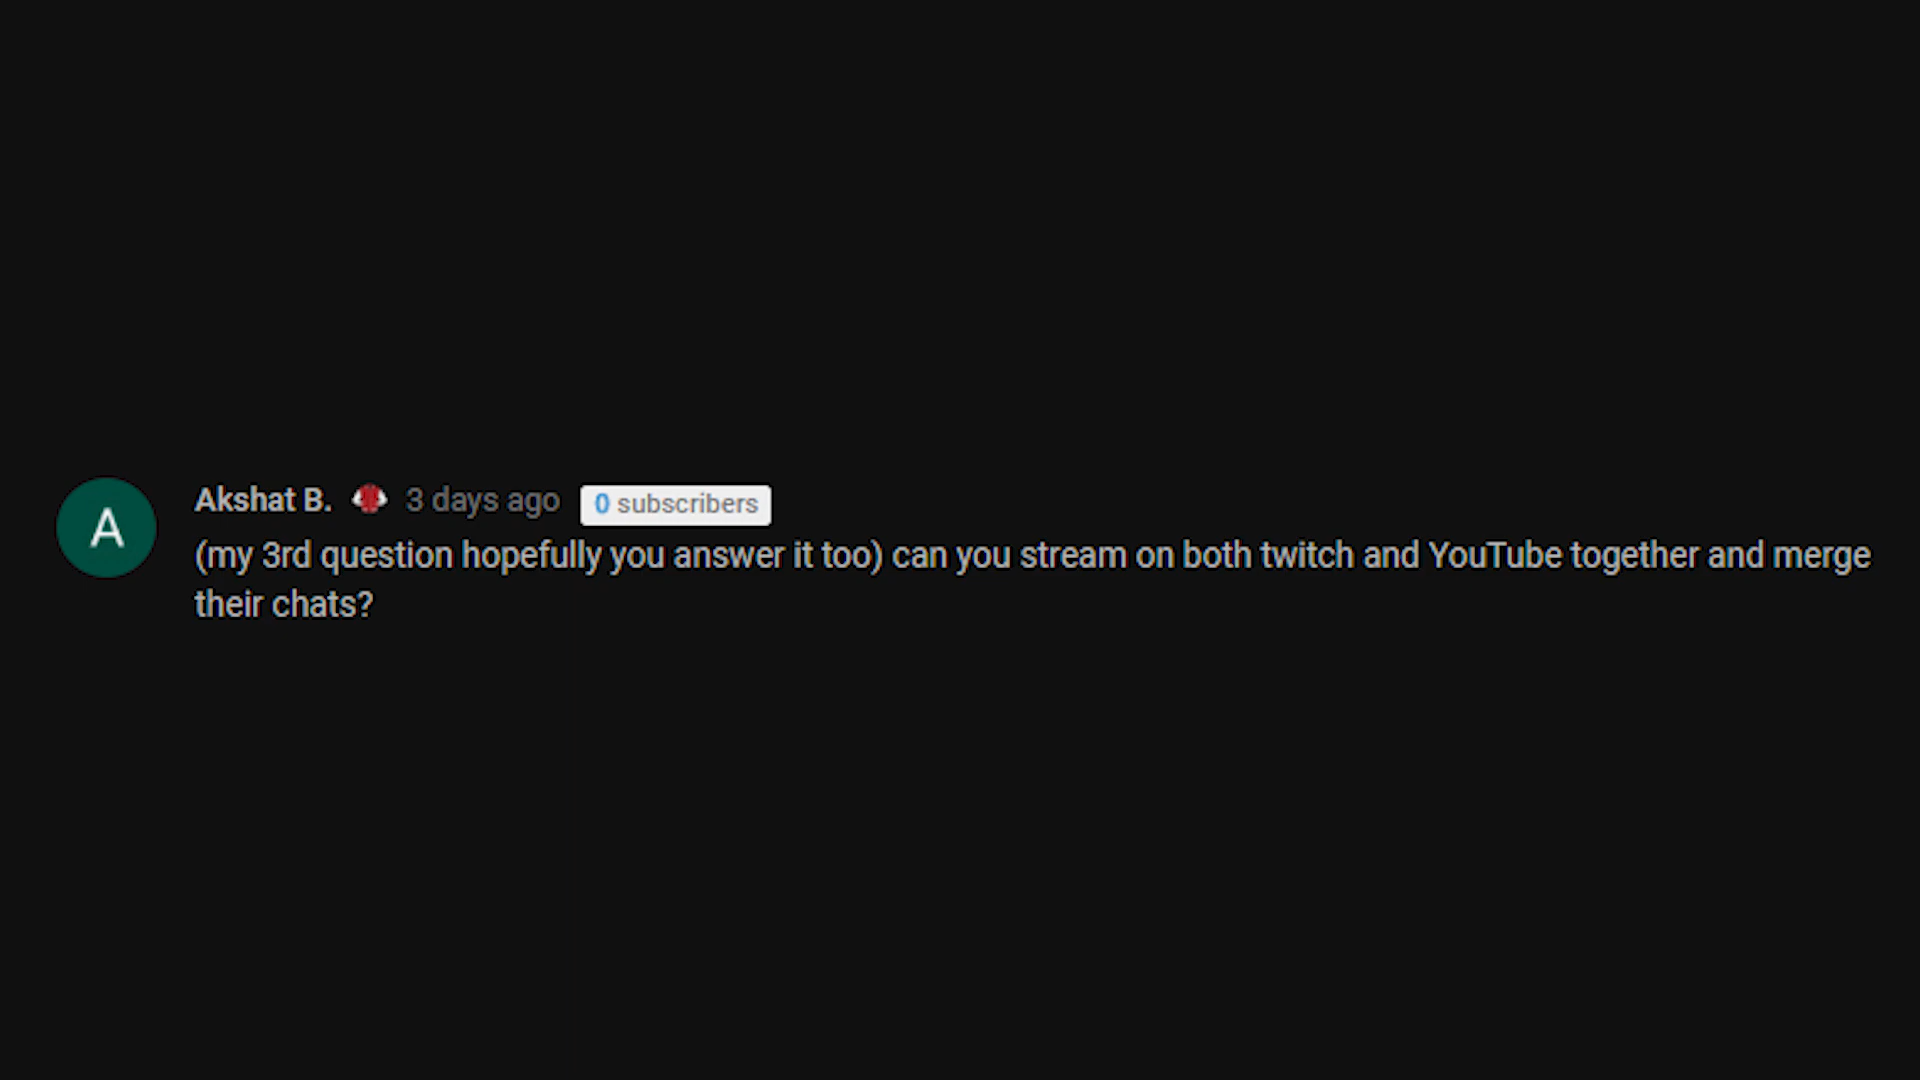 A
Akshat B. 3 days ago 0 subscribers
(my 3rd question hopefully you answer it too) can you stream on both twitch and YouTube together and merge
their chats?